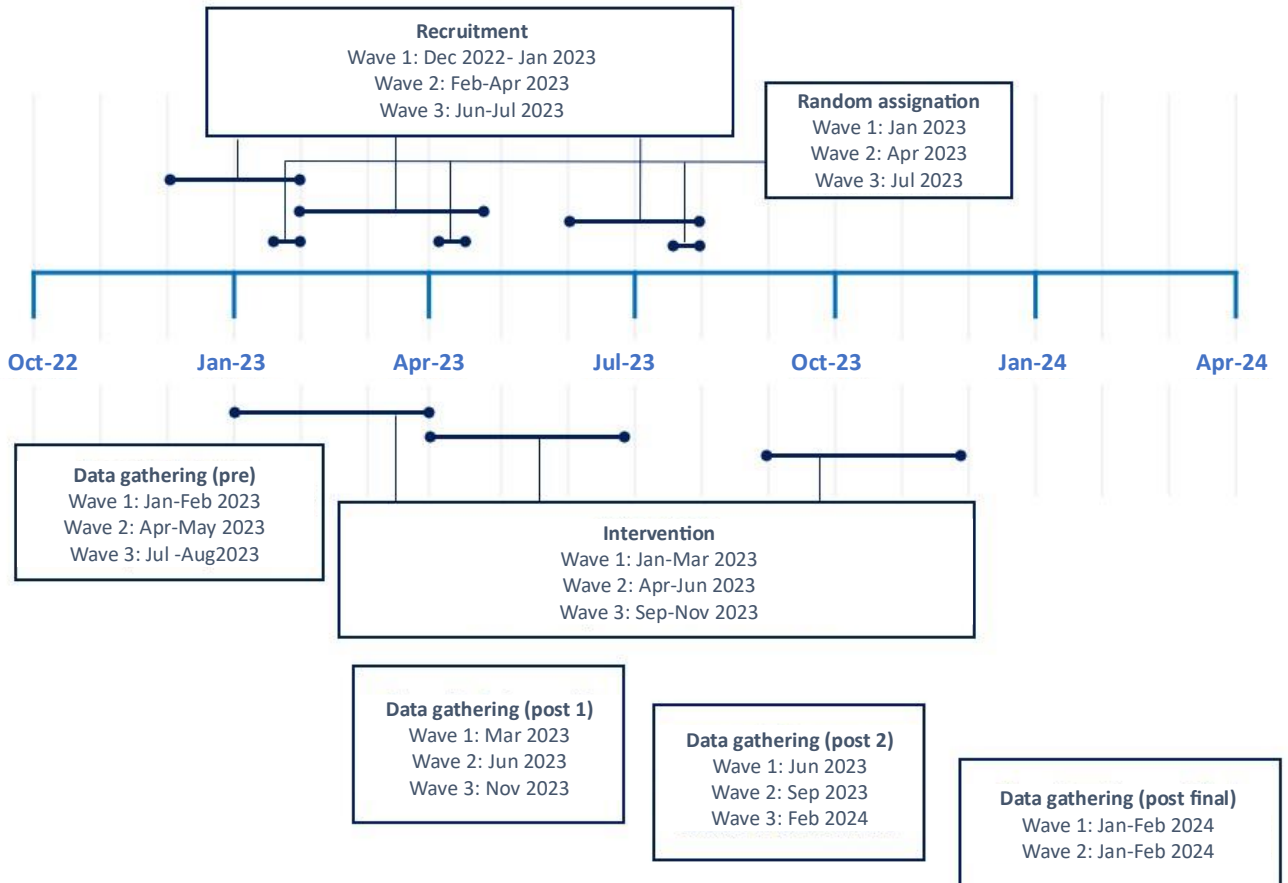 Recruitment
Wave 1: Dec 2022- Jan 2023
Wave 2: Feb-Apr 2023
Wave 3: Jun-Jul 2023
Random assignation
Wave 1: Jan 2023
Wave 2: Apr 2023
Wave 3: Jul 2023
Oct-22
Jan-23
Apr-23
Jul-23
Oct-23
Jan-24
Apr-24
Data gathering (pre)
Wave 1: Jan-Feb 2023
Wave 2: Apr-May 2023
Wave 3: Jul -Aug2023
Intervention
Wave 1: Jan-Mar 2023
Wave 2: Apr-Jun 2023
Wave 3: Sep-Nov 2023
Data gathering (post 1)
Wave 1: Mar 2023
Wave 2: Jun 2023
Wave 3: Nov 2023
Data gathering (post 2)
Wave 1: Jun 2023
Wave 2: Sep 2023
Wave 3: Feb 2024
Data gathering (post final)
Wave 1: Jan-Feb 2024
Wave 2: Jan-Feb 2024